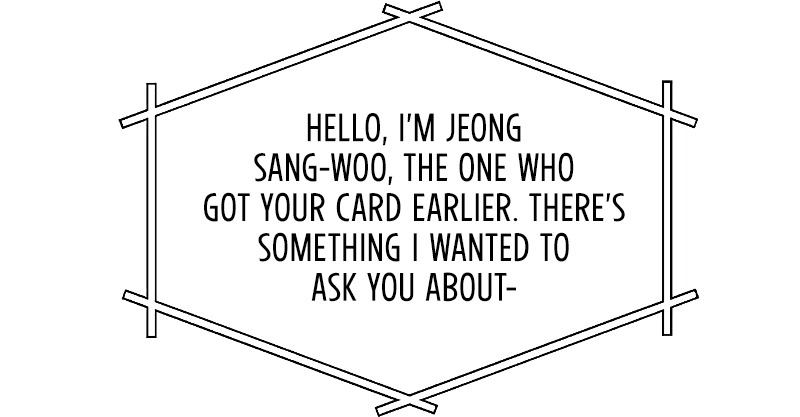 HELLO, I'M JEONG
SANG-WOO, THE ONE WHO
GOT YOUR CARD EARLIER. THERE'S
SOMETHING I WANTED TO
ASK YOU ABOUT-